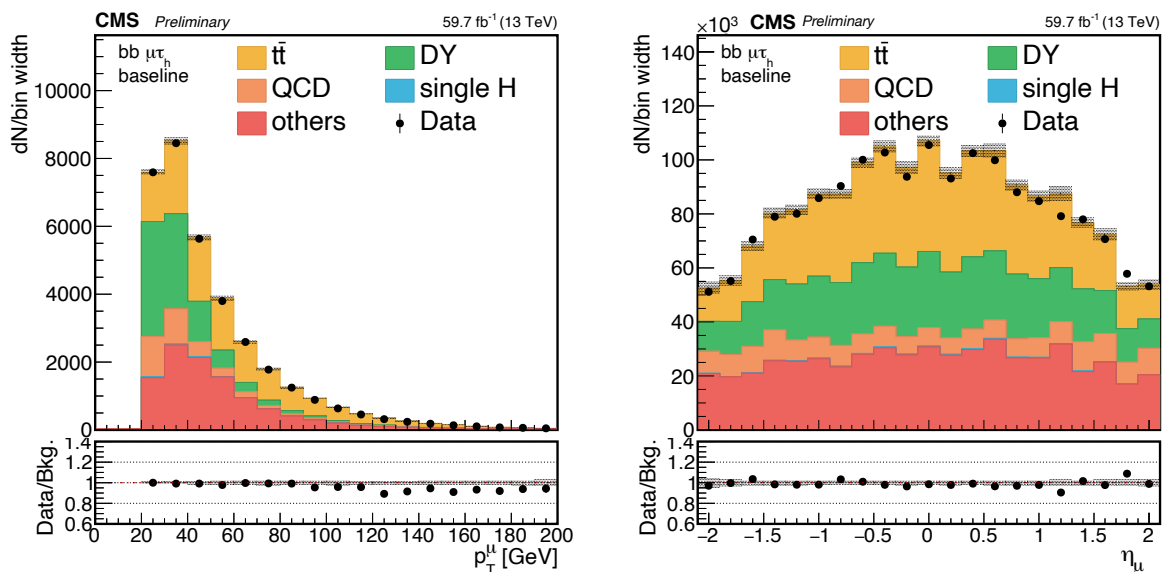 CMS Preliminary 59.7 fb⁻¹ (13 TeV)
dN/bin width
bb μτₕ
baseline
tt̄
DY
QCD
single H
others
Data
10000
8000
6000
4000
2000
0
Data/Bkg.
1.4
1.2
1
0.8
0.6
0 20 40 60 80 100 120 140 160 180 200
p_T^μ [GeV]
×10³ CMS Preliminary 59.7 fb⁻¹ (13 TeV)
dN/bin width
bb μτₕ
baseline
tt̄
DY
QCD
single H
others
Data
140
120
100
80
60
40
20
0
Data/Bkg.
1.4
1.2
1
0.8
0.6
−2 −1.5 −1 −0.5 0 0.5 1 1.5 2
η_μ